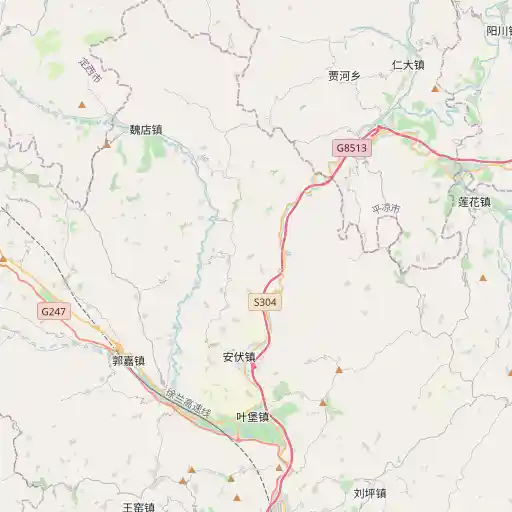 阳川镇
仁大镇
定西市
贾河乡
魏店镇
G8513
莲花镇
平凉市
S304
G247
安伏镇
郭嘉镇
徐兰高速线
叶堡镇
刘坪镇
王窑镇